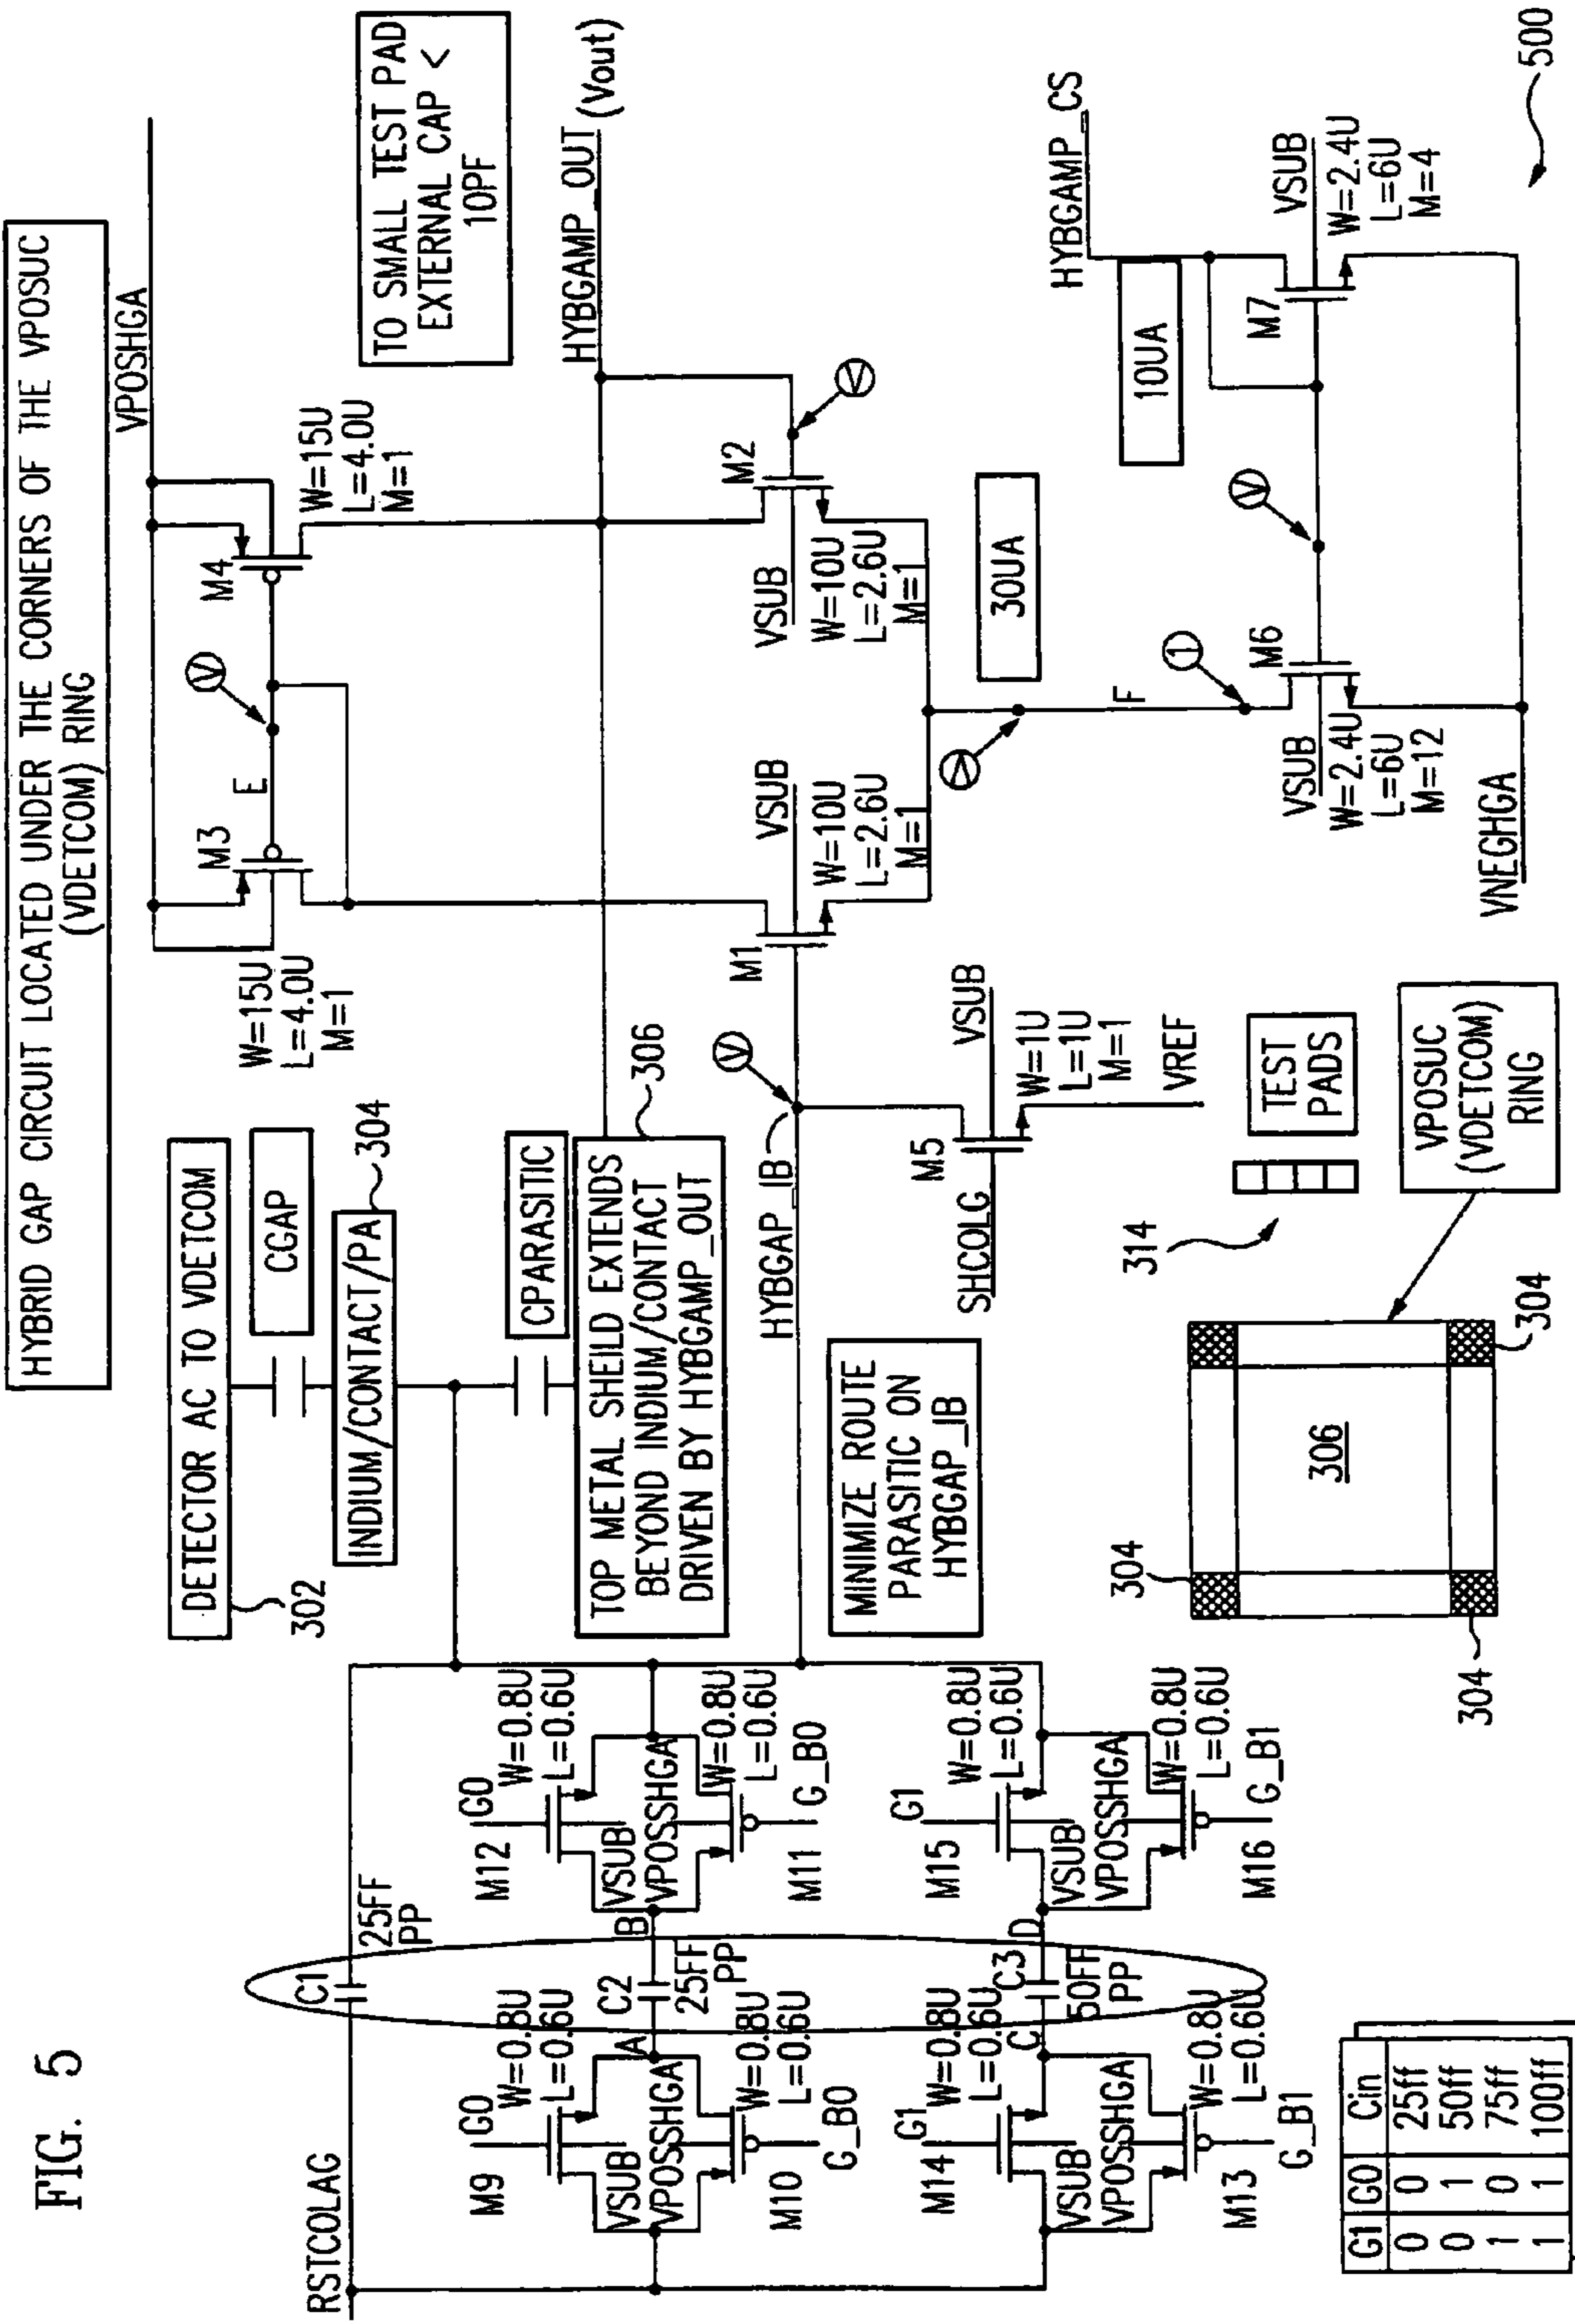 FIG. 5
HYBRID GAP CIRCUIT LOCATED UNDER THE CORNERS OF THE VPOSUC
(VDETCOM) RING
VPOSHGA
M3
W=15U
L=4.0U
M=1
E
V
M4
W=15U
L=4.0U
M=1
TO SMALL TEST PAD
EXTERNAL CAP <
10PF
HYBGAMP_OUT (Vout)
DETECTOR AC TO VDETCOM
302
CGAP
INDIUM/CONTACT/PA
304
CPARASITIC
TOP METAL SHEILD EXTENDS
BEYOND INDIUM/CONTACT
DRIVEN BY HYBGAMP_OUT
306
RSTCOLAG
C1
25FF
PP
M9
G0
W=0.8U
L=0.6U
VSUB
VPOSSHGA
W=0.8U
L=0.6U
M10
G_B0
A
C2
25FF
PP
B
M12
G0
W=0.8U
L=0.6U
VSUB
VPOSSHGA
W=0.8U
L=0.6U
M11
G_B0
M14
G1
W=0.8U
L=0.6U
VSUB
VPOSSHGA
W=0.8U
L=0.6U
M13
G_B1
C
C3
50FF
PP
D
M15
G1
W=0.8U
L=0.6U
VSUB
VPOSSHGA
W=0.8U
L=0.6U
M16
G_B1
HYBGAP_IB
V
MINIMIZE ROUTE
PARASITIC ON
HYBGAP_IB
M1
VSUB
W=10U
L=2.6U
M=1
M2
V
VSUB
W=10U
L=2.6U
M=1
SHCOLG
M5
VSUB
W=1U
L=1U
M=1
VREF
30UA
V
F
1
M6
VSUB
W=2.4U
L=6U
M=12
V
10UA
HYBGAMP_CS
M7
VSUB
W=2.4U
L=6U
M=4
VNEGHGA
G1 G0 Cin
0 0 25ff
0 1 50ff
1 0 75ff
1 1 100ff
304
304
306
304
314
TEST
PADS
VPOSUC
(VDETCOM)
RING
500